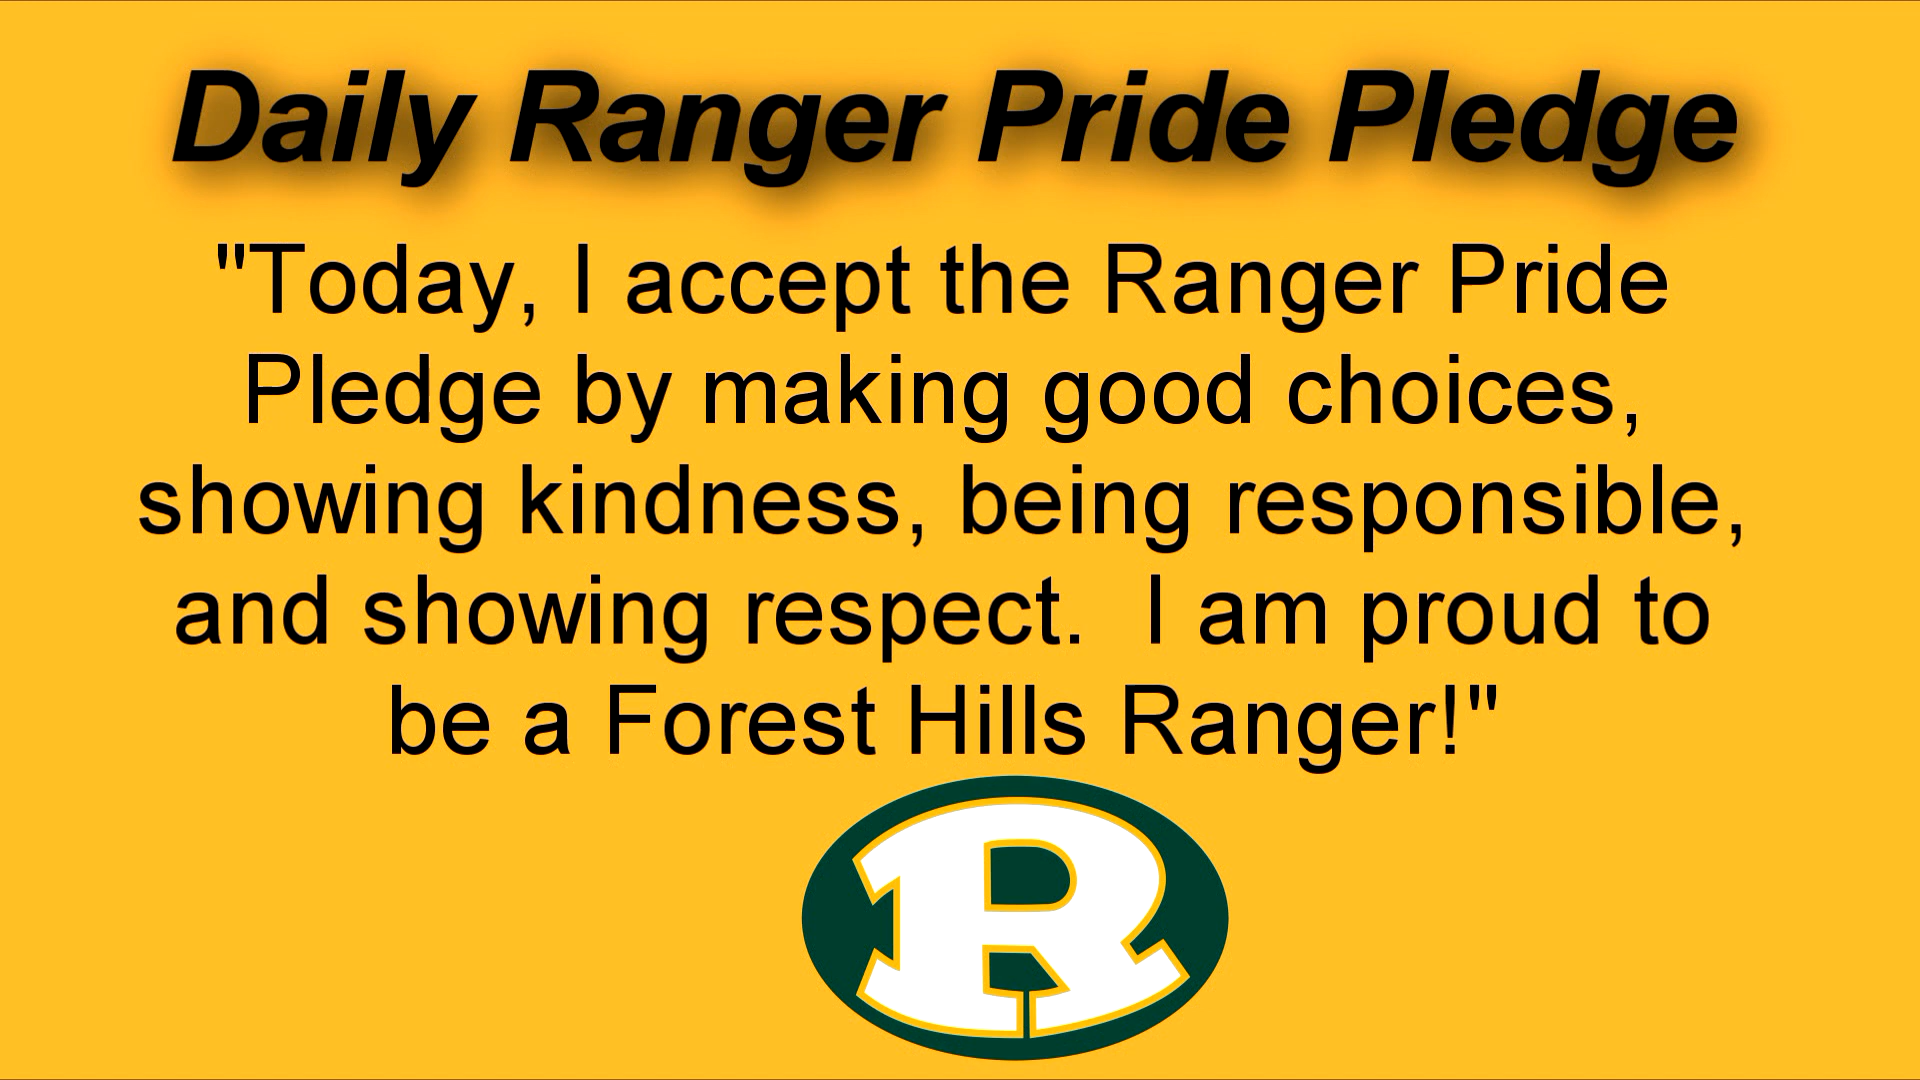 Daily Ranger Pride Pledge
"Today, I accept the Ranger Pride
Pledge by making good choices,
showing kindness, being responsible,
and showing respect.  I am proud to
be a Forest Hills Ranger!"
R